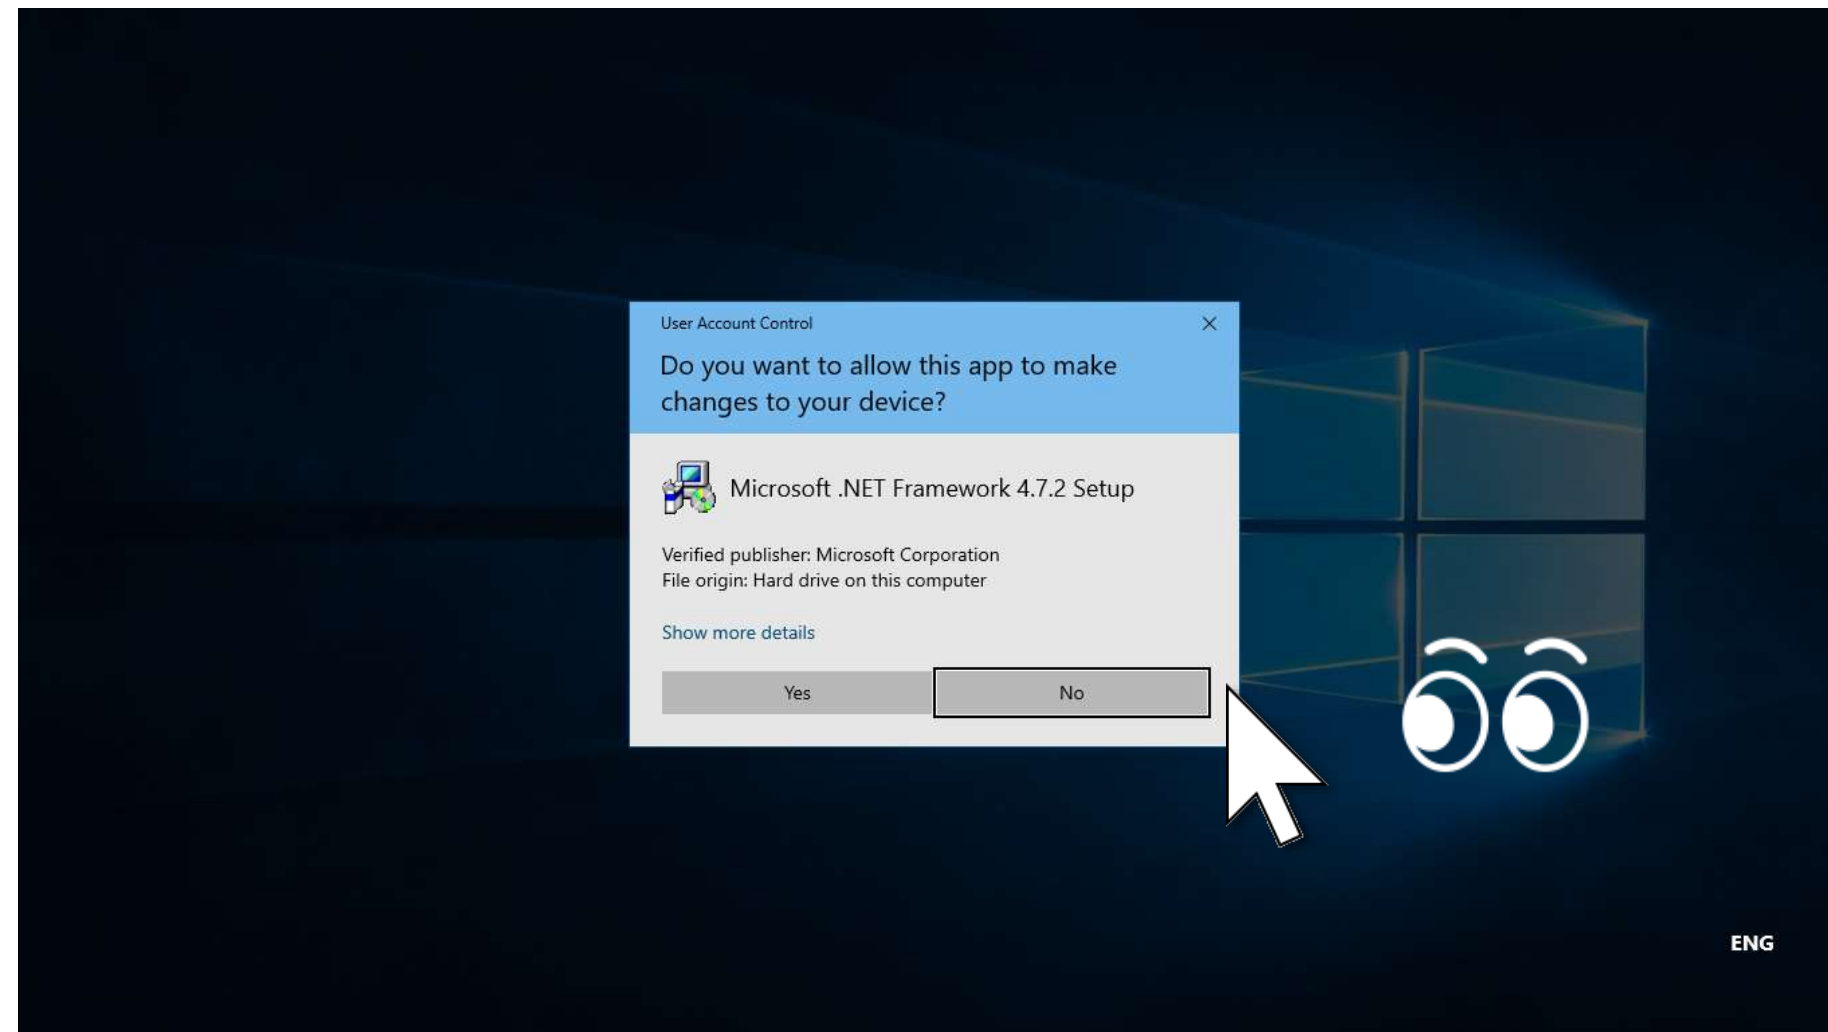 User Account Control
Do you want to allow this app to make
changes to your device?
Microsoft .NET Framework 4.7.2 Setup
Verified publisher: Microsoft Corporation
File origin: Hard drive on this computer
Show more details
Yes
No
ENG